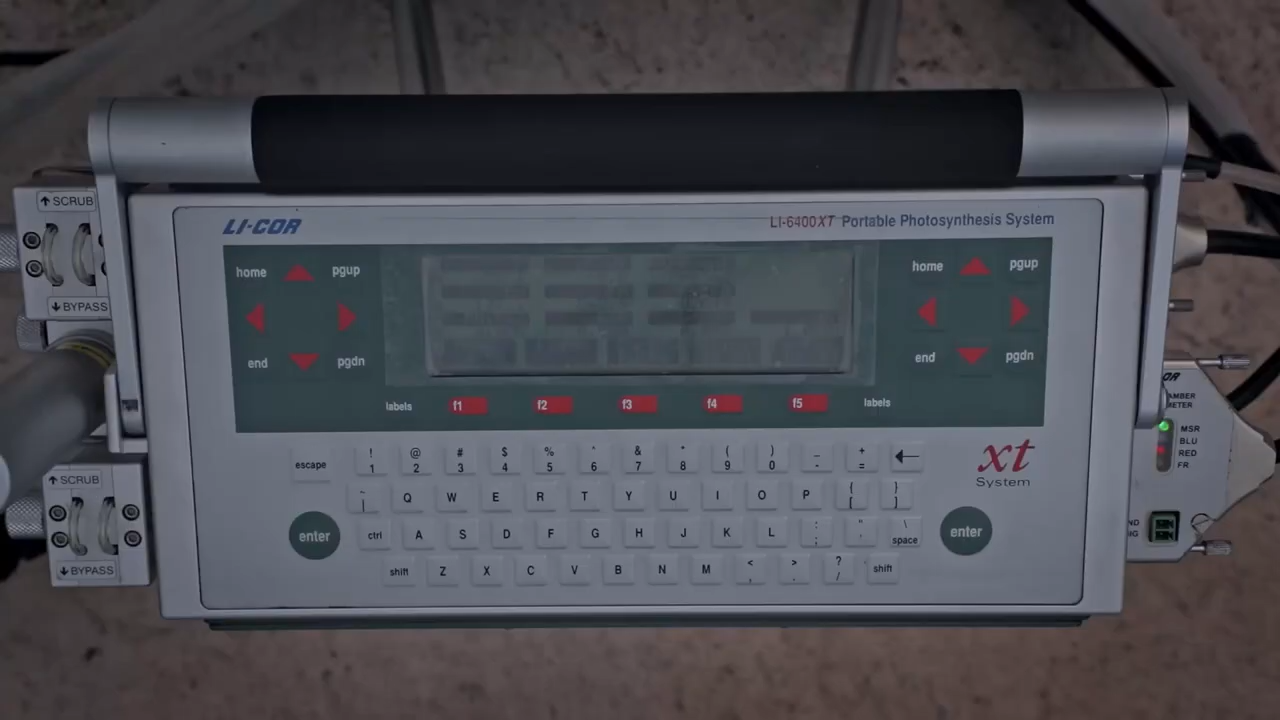 ↑ SCRUB
↓ BYPASS
LI-COR
LI-6400XT Portable Photosynthesis System
home pgup
end pgdn
home pgup
end pgdn
labels f1 f2 f3 f4 f5 labels
escape ! 1 @ 2 # 3 $ 4 % 5 ^ 6 & 7 * 8 ( 9 ) 0 _ - + = ←
~ | Q W E R T Y U I O P { [ } ]
ctrl A S D F G H J K L : ; " ' \ space
shift Z X C V B N M < , > . ? / shift
enter
enter
xt
System
↑ SCRUB
↓ BYPASS
MSR
BLU
RED
FR